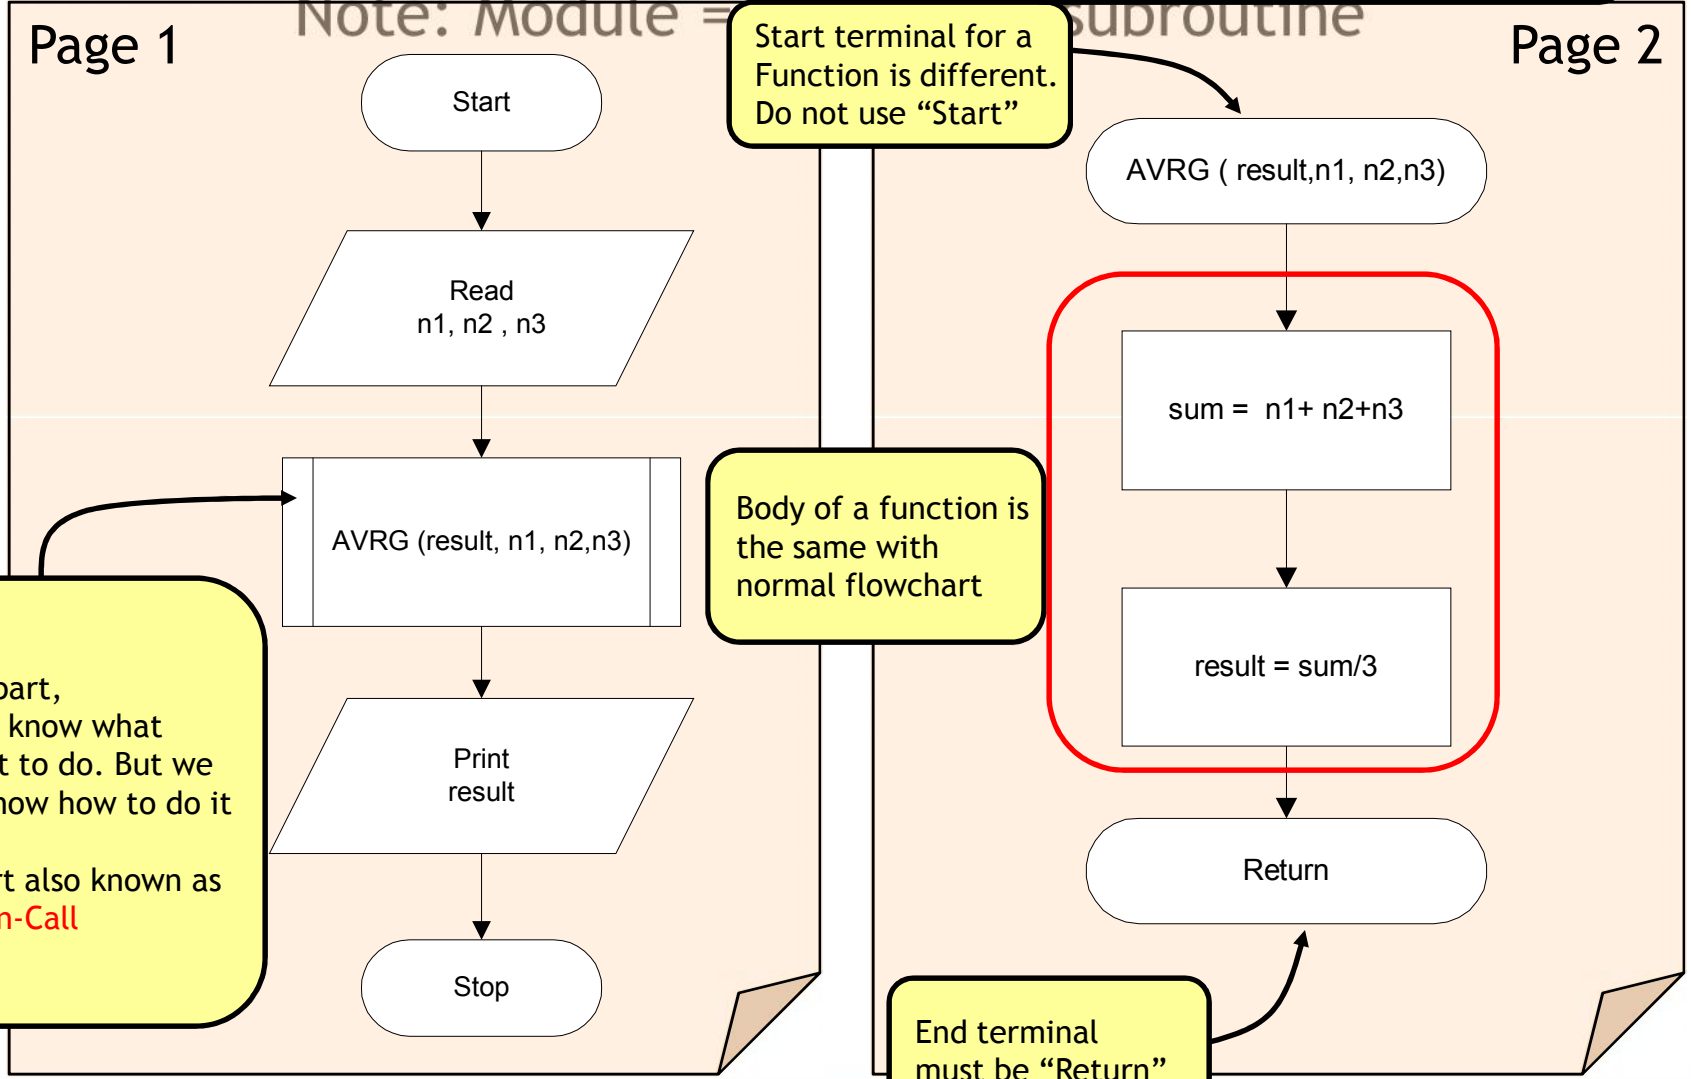 Note: Module = subroutine
Page 1
Start
Read
n1, n2 , n3
AVRG (result, n1, n2,n3)
part,
know what
to do. But we
how to do it
also known as
-Call
Print
result
Stop
Start terminal for a
Function is different.
Do not use “Start”
Body of a function is
the same with
normal flowchart
Page 2
AVRG ( result,n1, n2,n3)
sum = n1+ n2+n3
result = sum/3
Return
End terminal
must be “Return”